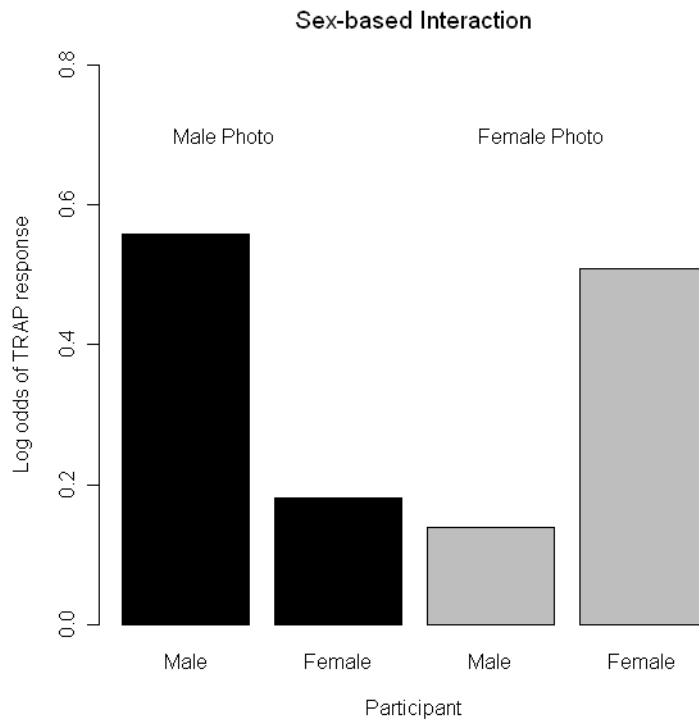 Sex-based Interaction
Log odds of TRAP response
0.8
0.6
0.4
0.2
0.0
Male Photo
Female Photo
Male
Female
Male
Female
Participant